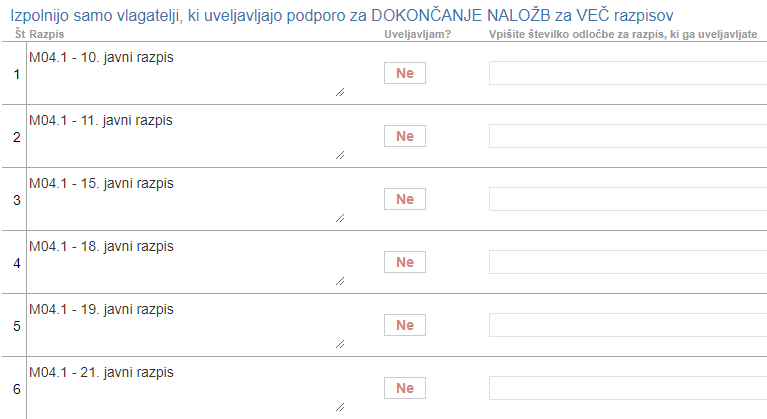 Izpolnijo samo vlagatelji, ki uveljavljajo podporo za DOKONČANJE NALOŽB za VEČ razpisov
Št Razpis Uveljavljam? Vpišite številko odločbe za razpis, ki ga uveljavljate
1 M04.1 - 10. javni razpis Ne
2 M04.1 - 11. javni razpis Ne
3 M04.1 - 15. javni razpis Ne
4 M04.1 - 18. javni razpis Ne
5 M04.1 - 19. javni razpis Ne
6 M04.1 - 21. javni razpis Ne